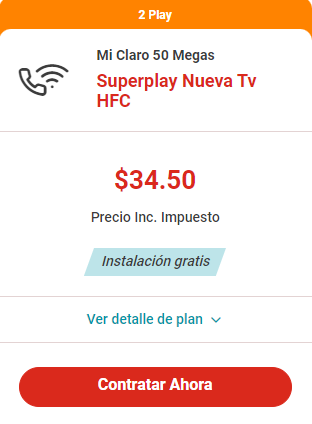 2 Play
Mi Claro 50 Megas
Superplay Nueva Tv
HFC
$34.50
Precio Inc. Impuesto
Instalación gratis
Ver detalle de plan
Contratar Ahora